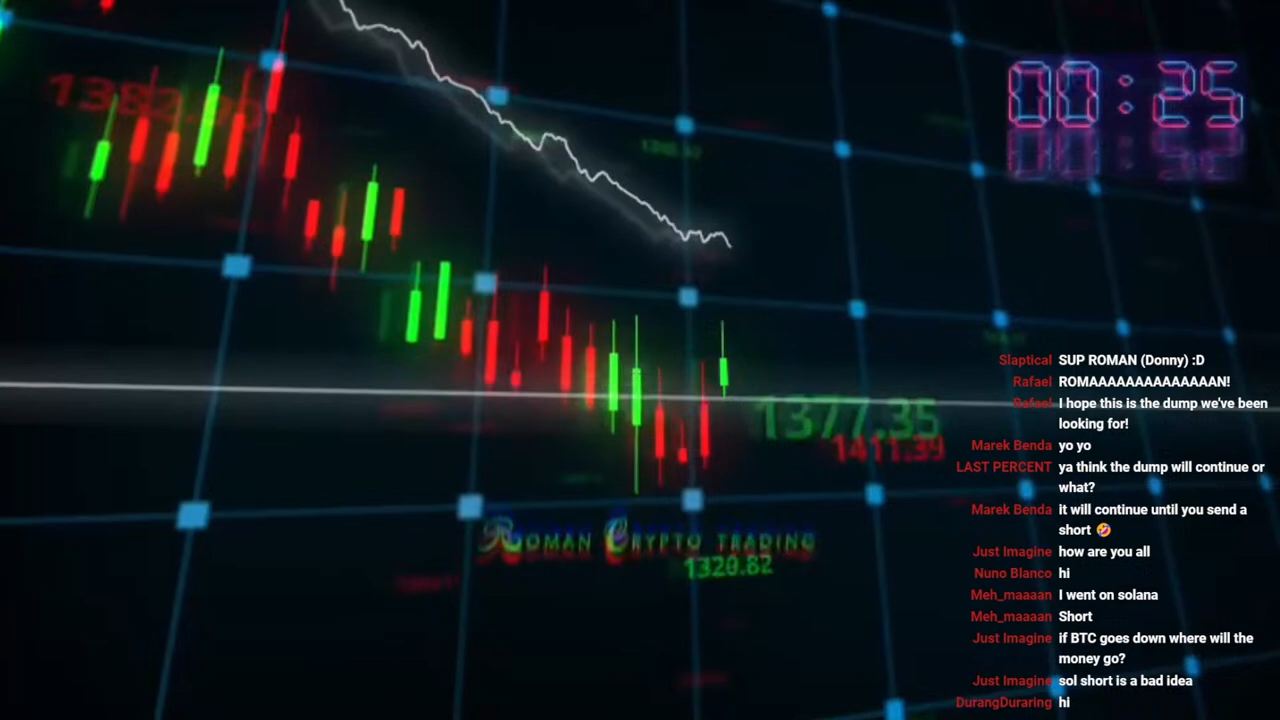 00:25
1377.35
1411.39
ROMAN CRYPTO TRADING
1320.82
Slaptical SUP ROMAN (Donny) :D
Rafael ROMAAAAAAAAAAAAAAN!
Rafael I hope this is the dump we've been
looking for!
Marek Benda yo yo
LAST PERCENT ya think the dump will continue or
what?
Marek Benda it will continue until you send a
short 🤣
Just Imagine how are you all
Nuno Blanco hi
Meh_maaaan I went on solana
Meh_maaaan Short
Just Imagine if BTC goes down where will the
money go?
Just Imagine sol short is a bad idea
DurangDuraring hi